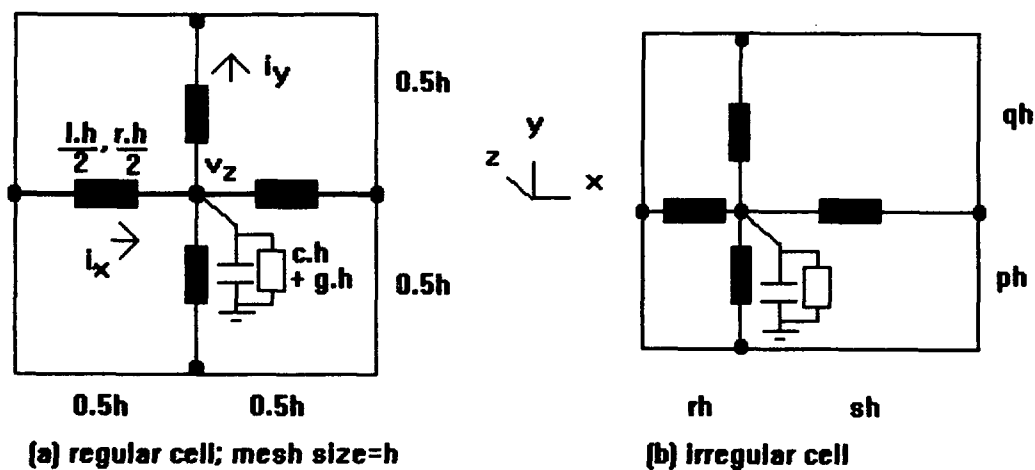 i_y
0.5h
l.h/2, r.h/2
v_z
i_x
c.h
+ g.h
0.5h
0.5h 0.5h
(a) regular cell; mesh size=h
y
z
x
qh
ph
rh sh
(b) irregular cell